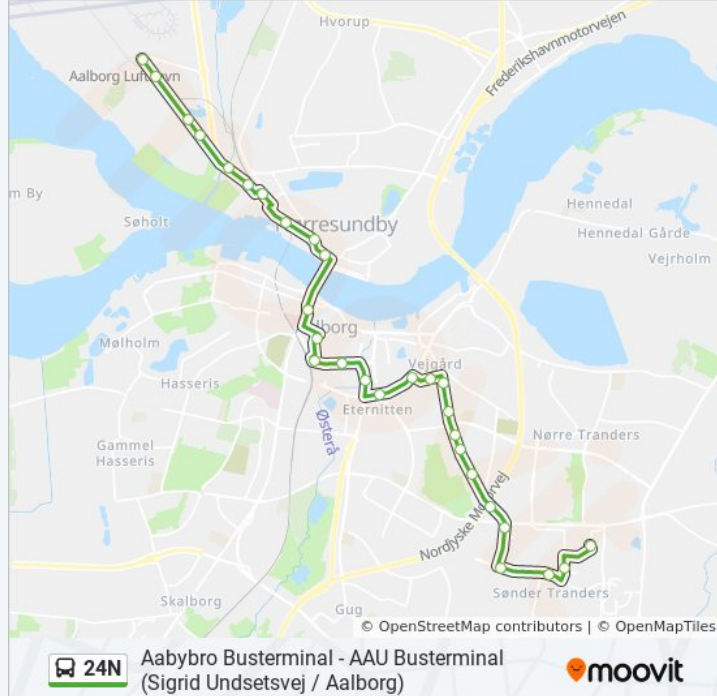 Hvorup
Frederikshavnmotorvejen
Aalborg Lufthavn
m By
Søholt
Nørresundby
Hennedal
Hennedal Gårde
Vejrholm
Mølholm
Aalborg
Vejgård
Hasseris
Eternitten
Østerå
Gammel
Hasseris
Nørre Tranders
Nordjyske Motorvej
Skalborg
Gug
Sønder Tranders
© OpenStreetMap contributors | © OpenMapTiles
24N
Aabybro Busterminal - AAU Busterminal
(Sigrid Undsetsvej / Aalborg)
moovit